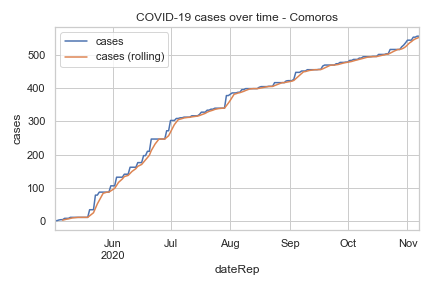 COVID-19 cases over time - Comoros
cases
cases (rolling)
500
400
300
200
100
0
cases
Jun
2020
Jul
Aug
Sep
Oct
Nov
dateRep